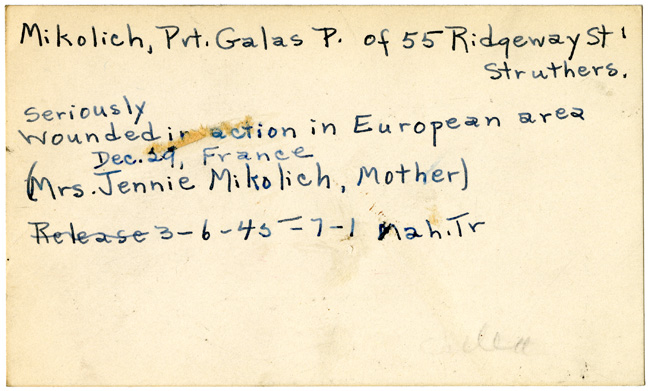 Mikolich, Pvt. Galas P. of 55 Ridgeway St
Struthers.
Seriously
Wounded in action in European area
Dec. 29, France
(Mrs. Jennie Mikolich, Mother)
Release 3-6-45 = 7-1 Mah. Tr